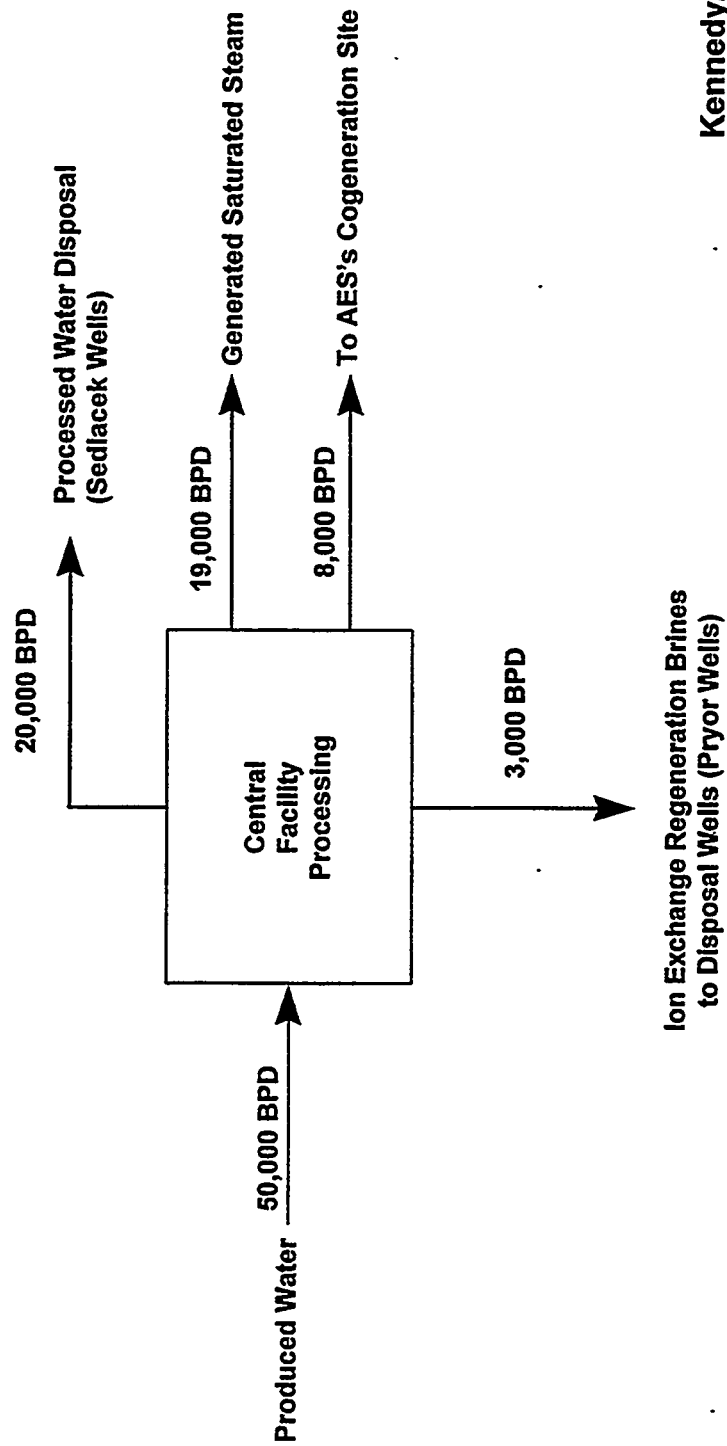 20,000 BPD
Processed Water Disposal
(Sedlacek Wells)
Produced Water
50,000 BPD
Central
Facility
Processing
19,000 BPD
Generated Saturated Steam
8,000 BPD
To AES's Cogeneration Site
3,000 BPD
Ion Exchange Regeneration Brines
to Disposal Wells (Pryor Wells)